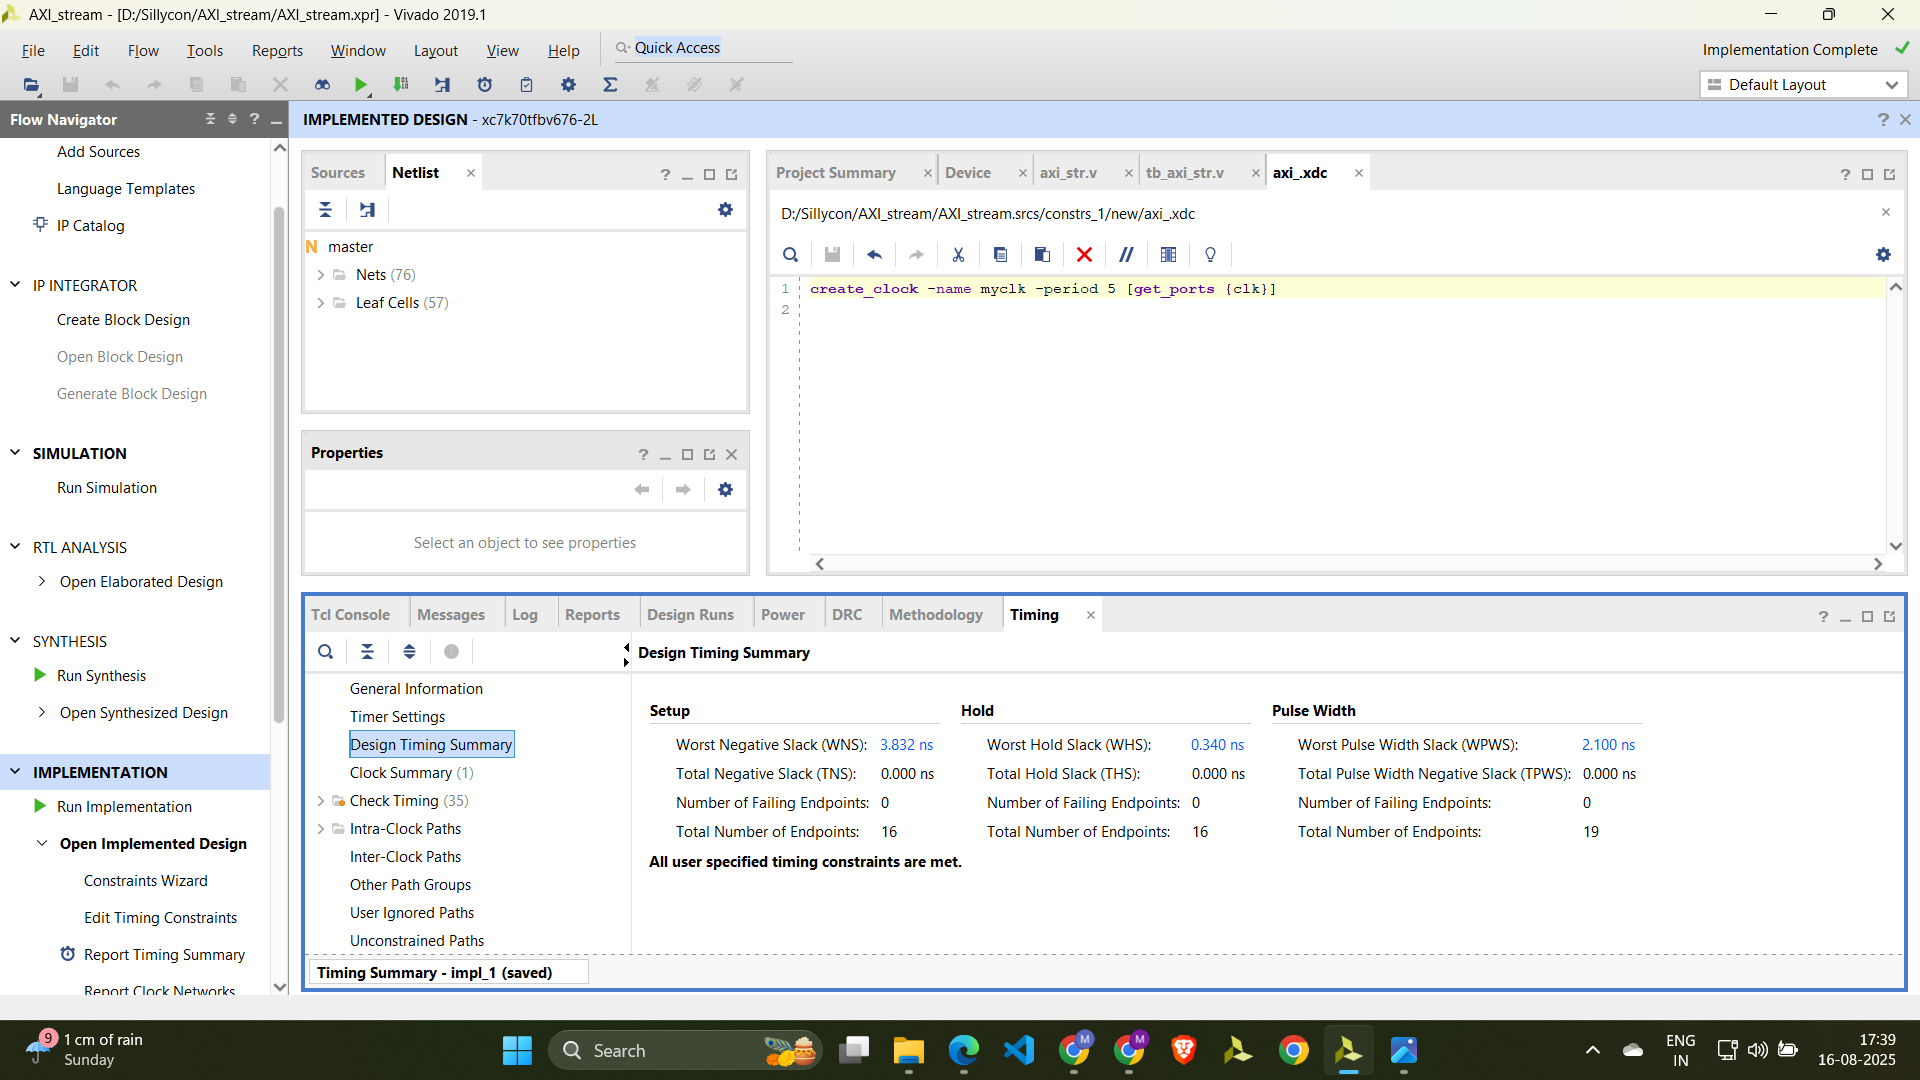 AXI_stream - [D:/Sillycon/AXI_stream/AXI_stream.xpr] - Vivado 2019.1
File Edit Flow Tools Reports Window Layout View Help Quick Access
Implementation Complete
Default Layout
Flow Navigator
Add Sources
Language Templates
IP Catalog
IP INTEGRATOR
Create Block Design
Open Block Design
Generate Block Design
SIMULATION
Run Simulation
RTL ANALYSIS
Open Elaborated Design
SYNTHESIS
Run Synthesis
Open Synthesized Design
IMPLEMENTATION
Run Implementation
Open Implemented Design
Constraints Wizard
Edit Timing Constraints
Report Timing Summary
Report Clock Networks
IMPLEMENTED DESIGN - xc7k70tfbv676-2L
Sources Netlist
N master
Nets (76)
Leaf Cells (57)
Properties
Select an object to see properties
Project Summary Device axi_str.v tb_axi_str.v axi_.xdc
D:/Sillycon/AXI_stream/AXI_stream.srcs/constrs_1/new/axi_.xdc
1 create_clock -name myclk -period 5 [get_ports {clk}]
2
Tcl Console Messages Log Reports Design Runs Power DRC Methodology Timing
General Information
Timer Settings
Design Timing Summary
Clock Summary (1)
Check Timing (35)
Intra-Clock Paths
Inter-Clock Paths
Other Path Groups
User Ignored Paths
Unconstrained Paths
Design Timing Summary
Setup
Worst Negative Slack (WNS): 3.832 ns
Total Negative Slack (TNS): 0.000 ns
Number of Failing Endpoints: 0
Total Number of Endpoints: 16
Hold
Worst Hold Slack (WHS): 0.340 ns
Total Hold Slack (THS): 0.000 ns
Number of Failing Endpoints: 0
Total Number of Endpoints: 16
Pulse Width
Worst Pulse Width Slack (WPWS): 2.100 ns
Total Pulse Width Negative Slack (TPWS): 0.000 ns
Number of Failing Endpoints: 0
Total Number of Endpoints: 19
All user specified timing constraints are met.
Timing Summary - impl_1 (saved)
9
1 cm of rain
Sunday
Search
M
M
ENG
IN
17:39
16-08-2025